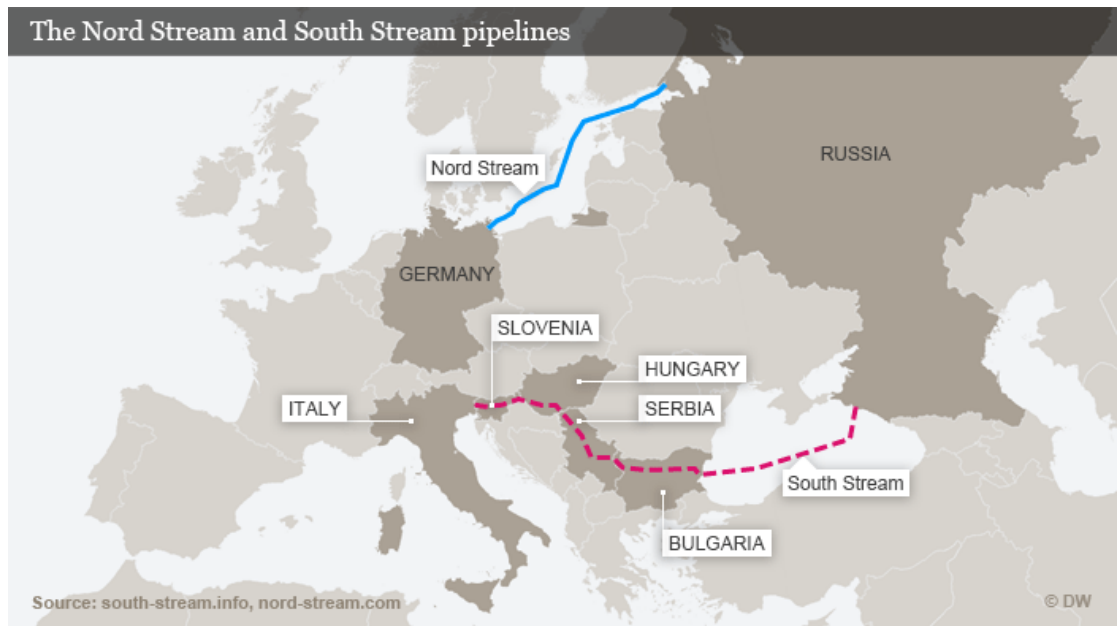 The Nord Stream and South Stream pipelines
RUSSIA
Nord Stream
GERMANY
SLOVENIA
HUNGARY
ITALY
SERBIA
South Stream
BULGARIA
Source: south-stream.info, nord-stream.com
© DW